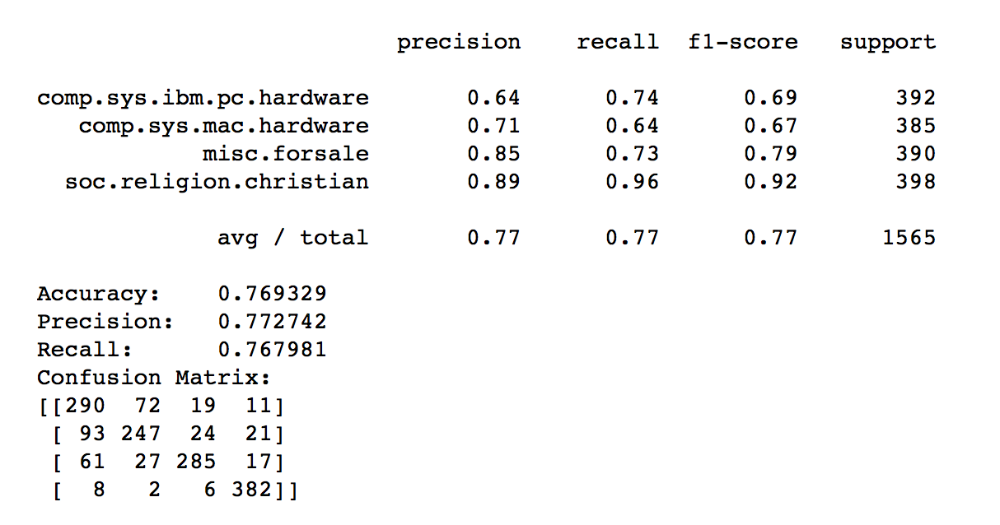 precision recall f1-score support
comp.sys.ibm.pc.hardware 0.64 0.74 0.69 392
comp.sys.mac.hardware 0.71 0.64 0.67 385
misc.forsale 0.85 0.73 0.79 390
soc.religion.christian 0.89 0.96 0.92 398
avg / total 0.77 0.77 0.77 1565
Accuracy: 0.769329
Precision: 0.772742
Recall: 0.767981
Confusion Matrix:
[[290 72 19 11]
[ 93 247 24 21]
[ 61 27 285 17]
[ 8 2 6 382]]